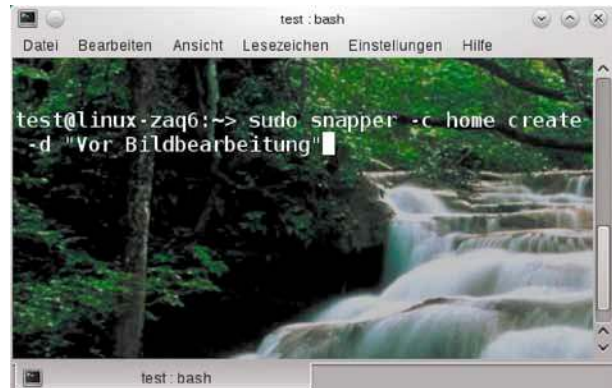 test : bash
Datei Bearbeiten Ansicht Lesezeichen Einstellungen Hilfe
test@linux-zaq6:~> sudo snapper -c home create
-d "Vor Bildbearbeitung"
test : bash